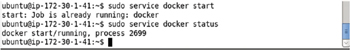 ubuntu@ip-172-30-1-41:~$ sudo service docker start
start: Job is already running: docker
ubuntu@ip-172-30-1-41:~$ sudo service docker status
docker start/running, process 2699
ubuntu@ip-172-30-1-41:~$